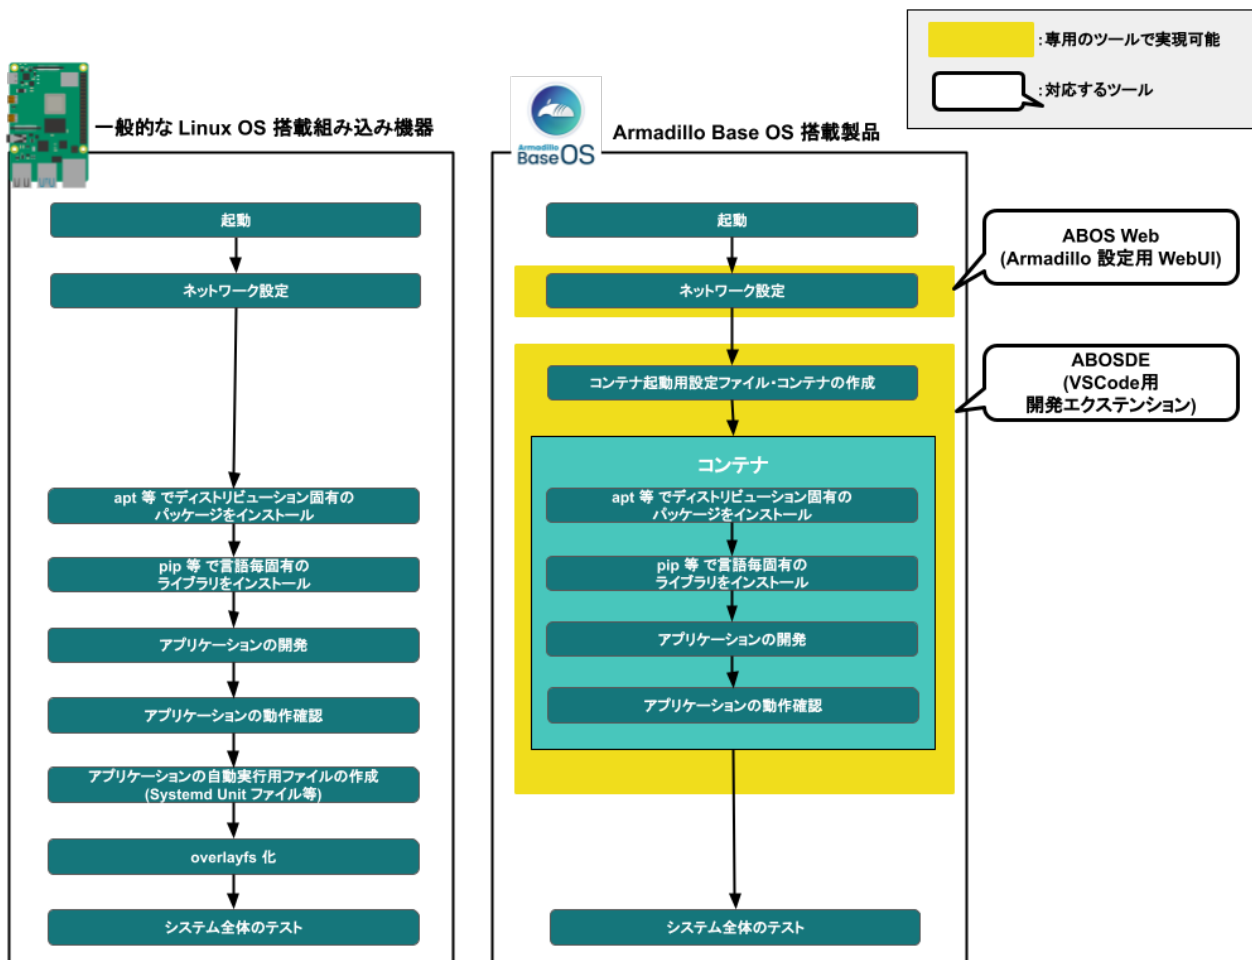 :専用のツールで実現可能
:対応するツール
一般的な Linux OS 搭載組み込み機器
起動
ネットワーク設定
apt 等 でディストリビューション固有の
パッケージをインストール
pip 等 で言語毎固有の
ライブラリをインストール
アプリケーションの開発
アプリケーションの動作確認
アプリケーションの自動実行用ファイルの作成
(Systemd Unit ファイル等)
overlayfs 化
システム全体のテスト
Armadillo
Base OS
Armadillo Base OS 搭載製品
起動
ネットワーク設定
コンテナ起動用設定ファイル・コンテナの作成
コンテナ
apt 等 でディストリビューション固有の
パッケージをインストール
pip 等 で言語毎固有の
ライブラリをインストール
アプリケーションの開発
アプリケーションの動作確認
システム全体のテスト
ABOS Web
(Armadillo 設定用 WebUI)
ABOSDE
(VSCode用
開発エクステンション)